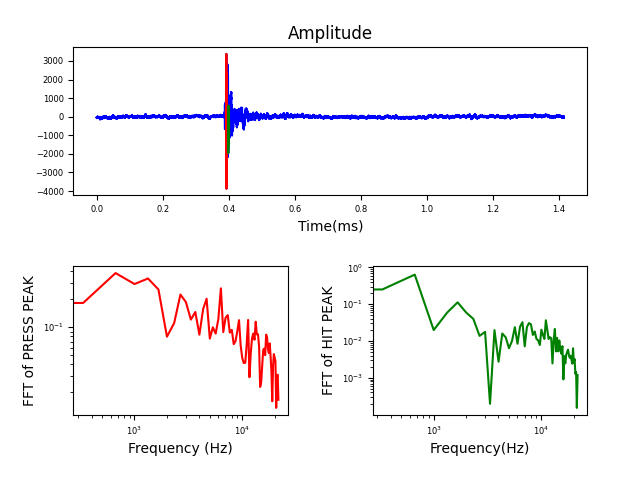 Amplitude
3000
2000
1000
0
−1000
−2000
−3000
−4000
0.0 0.2 0.4 0.6 0.8 1.0 1.2 1.4
Time(ms)
FFT of PRESS PEAK
10⁻¹
10³ 10⁴
Frequency (Hz)
FFT of HIT PEAK
10⁰
10⁻¹
10⁻²
10⁻³
10³ 10⁴
Frequency(Hz)